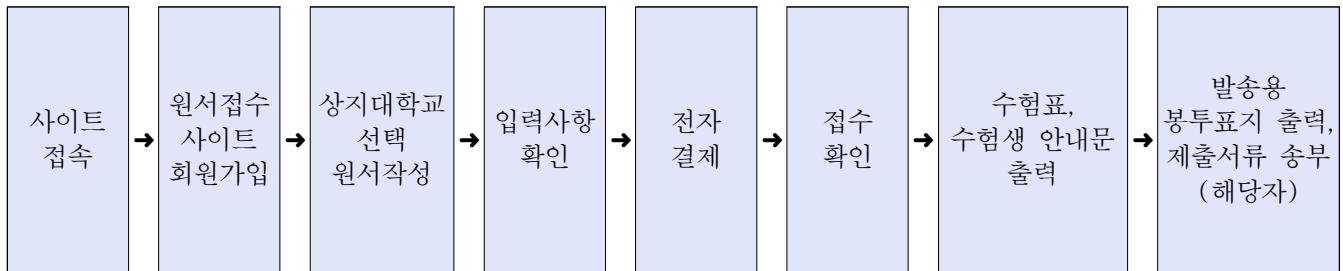 사이트
접속
➜
원서접수
사이트
회원가입
➜
상지대학교
선택
원서작성
➜
입력사항
확인
➜
전자
결제
➜
접수
확인
➜
수험표,
수험생 안내문
출력
➜
발송용
봉투표지 출력,
제출서류 송부
(해당자)